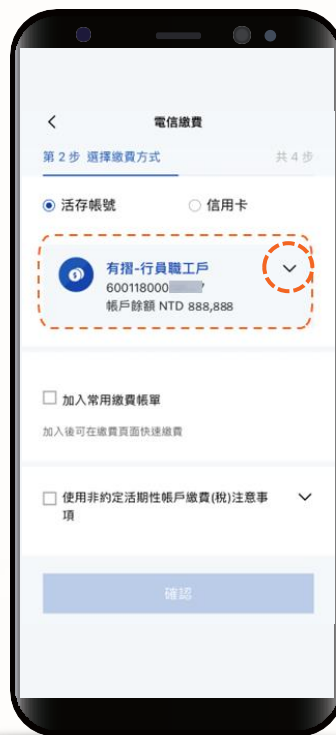 電信繳費
第 2 步 選擇繳費方式
共 4 步
活存帳號
信用卡
有摺-行員職工戶
600118000
帳戶餘額 NTD 888,888
加入常用繳費帳單
加入後可在繳費頁面快速繳費
使用非約定活期性帳戶繳費(稅)注意事
項
確認